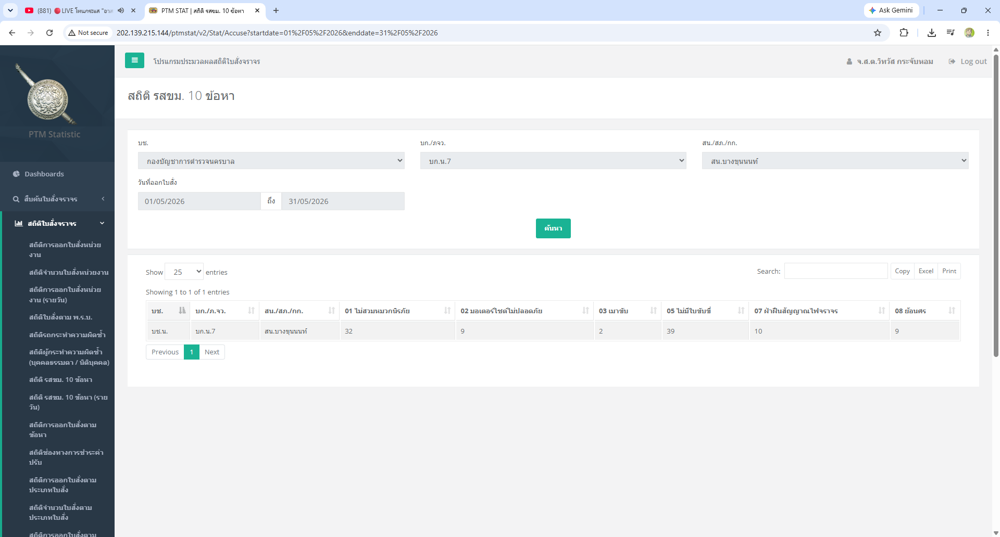 (881) 🔴LIVE โหนกระแส "อวส
PTM STAT | สถิติ รสขม. 10 ข้อหา
Ask Gemini
Not secure
202.139.215.144/ptmstat/v2/Stat/Accuse?startdate=01%2F05%2F2026&enddate=31%2F05%2F2026
โปรแกรมประมวลผลสถิติใบสั่งจราจร
จ.ส.ต.วิทวัส กระจับหอม
Log out
PTM Statistic
Dashboards
สืบค้นใบสั่งจราจร
สถิติใบสั่งจราจร
สถิติการออกใบสั่งหน่วย
งาน
สถิติจำนวนใบสั่งหน่วยงาน
สถิติการออกใบสั่งหน่วย
งาน (รายวัน)
สถิติใบสั่งตาม พ.ร.บ.
สถิติรถกระทำความผิดซ้ำ
สถิติผู้กระทำความผิดซ้ำ
(บุคคลธรรมดา / นิติบุคคล)
สถิติ รสขม. 10 ข้อหา
สถิติ รสขม. 10 ข้อหา (ราย
วัน)
สถิติการออกใบสั่งตาม
ข้อหา
สถิติช่องทางการชำระค่า
ปรับ
สถิติการออกใบสั่งตาม
ประเภทใบสั่ง
สถิติจำนวนใบสั่งตาม
ประเภทใบสั่ง
สถิติการออกใบสั่งตาม
สถิติ รสขม. 10 ข้อหา
บช.
บก./ภจว.
สน./สภ./กก.
กองบัญชาการตำรวจนครบาล
บก.น.7
สน.บางขุนนนท์
วันที่ออกใบสั่ง
01/05/2026 ถึง 31/05/2026
ค้นหา
Show 25 entries
Search:
Copy Excel Print
Showing 1 to 1 of 1 entries
บช. บก./ภ.จว. สน./สภ./กก. 01 ไม่สวมหมวกนิรภัย 02 มอเตอร์ไซต์ไม่ปลอดภัย 03 เมาขับ 05 ไม่มีใบขับขี่ 07 ฝ่าฝืนสัญญาณไฟจราจร 08 ย้อนศร
บช.น. บก.น.7 สน.บางขุนนนท์ 32 9 2 39 10 9
Previous 1 Next